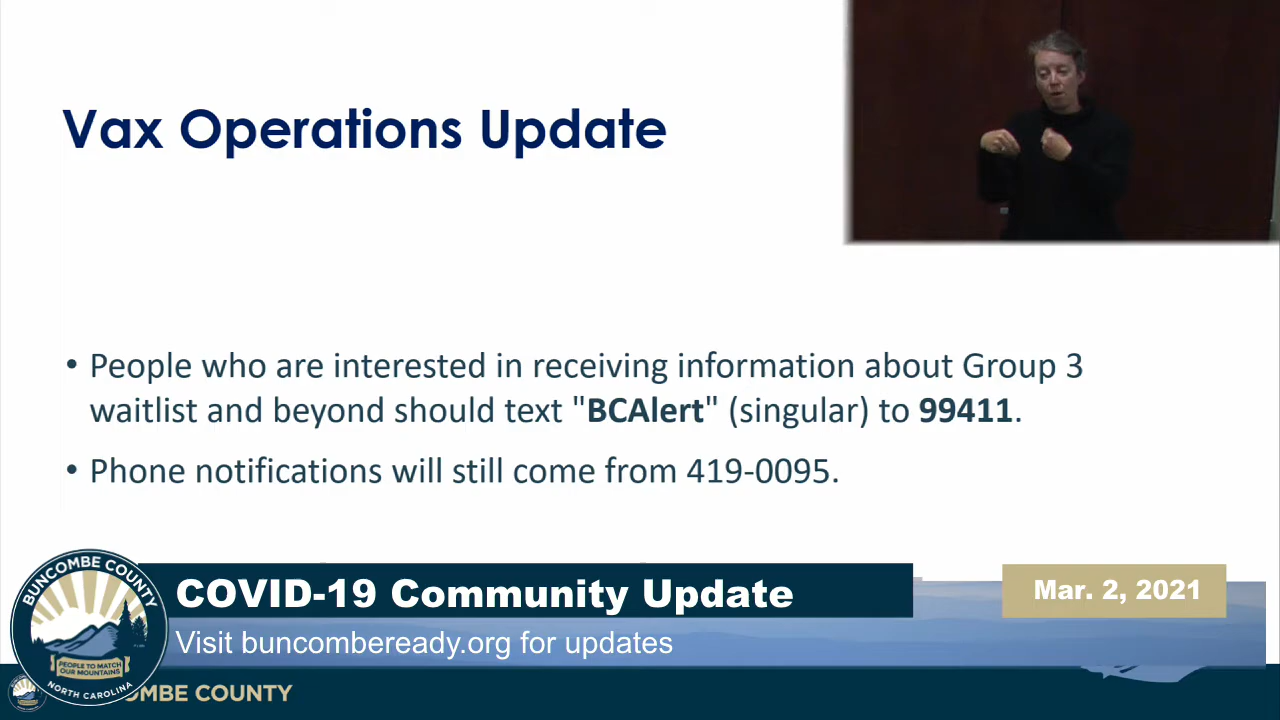 Vax Operations Update
• People who are interested in receiving information about Group 3
waitlist and beyond should text "BCAlert" (singular) to 99411.
• Phone notifications will still come from 419-0095.
COVID-19 Community Update
Mar. 2, 2021
Visit buncombeready.org for updates
BUNCOMBE COUNTY
PEOPLE TO MATCH
OUR MOUNTAINS
NORTH CAROLINA
OMBE COUNTY